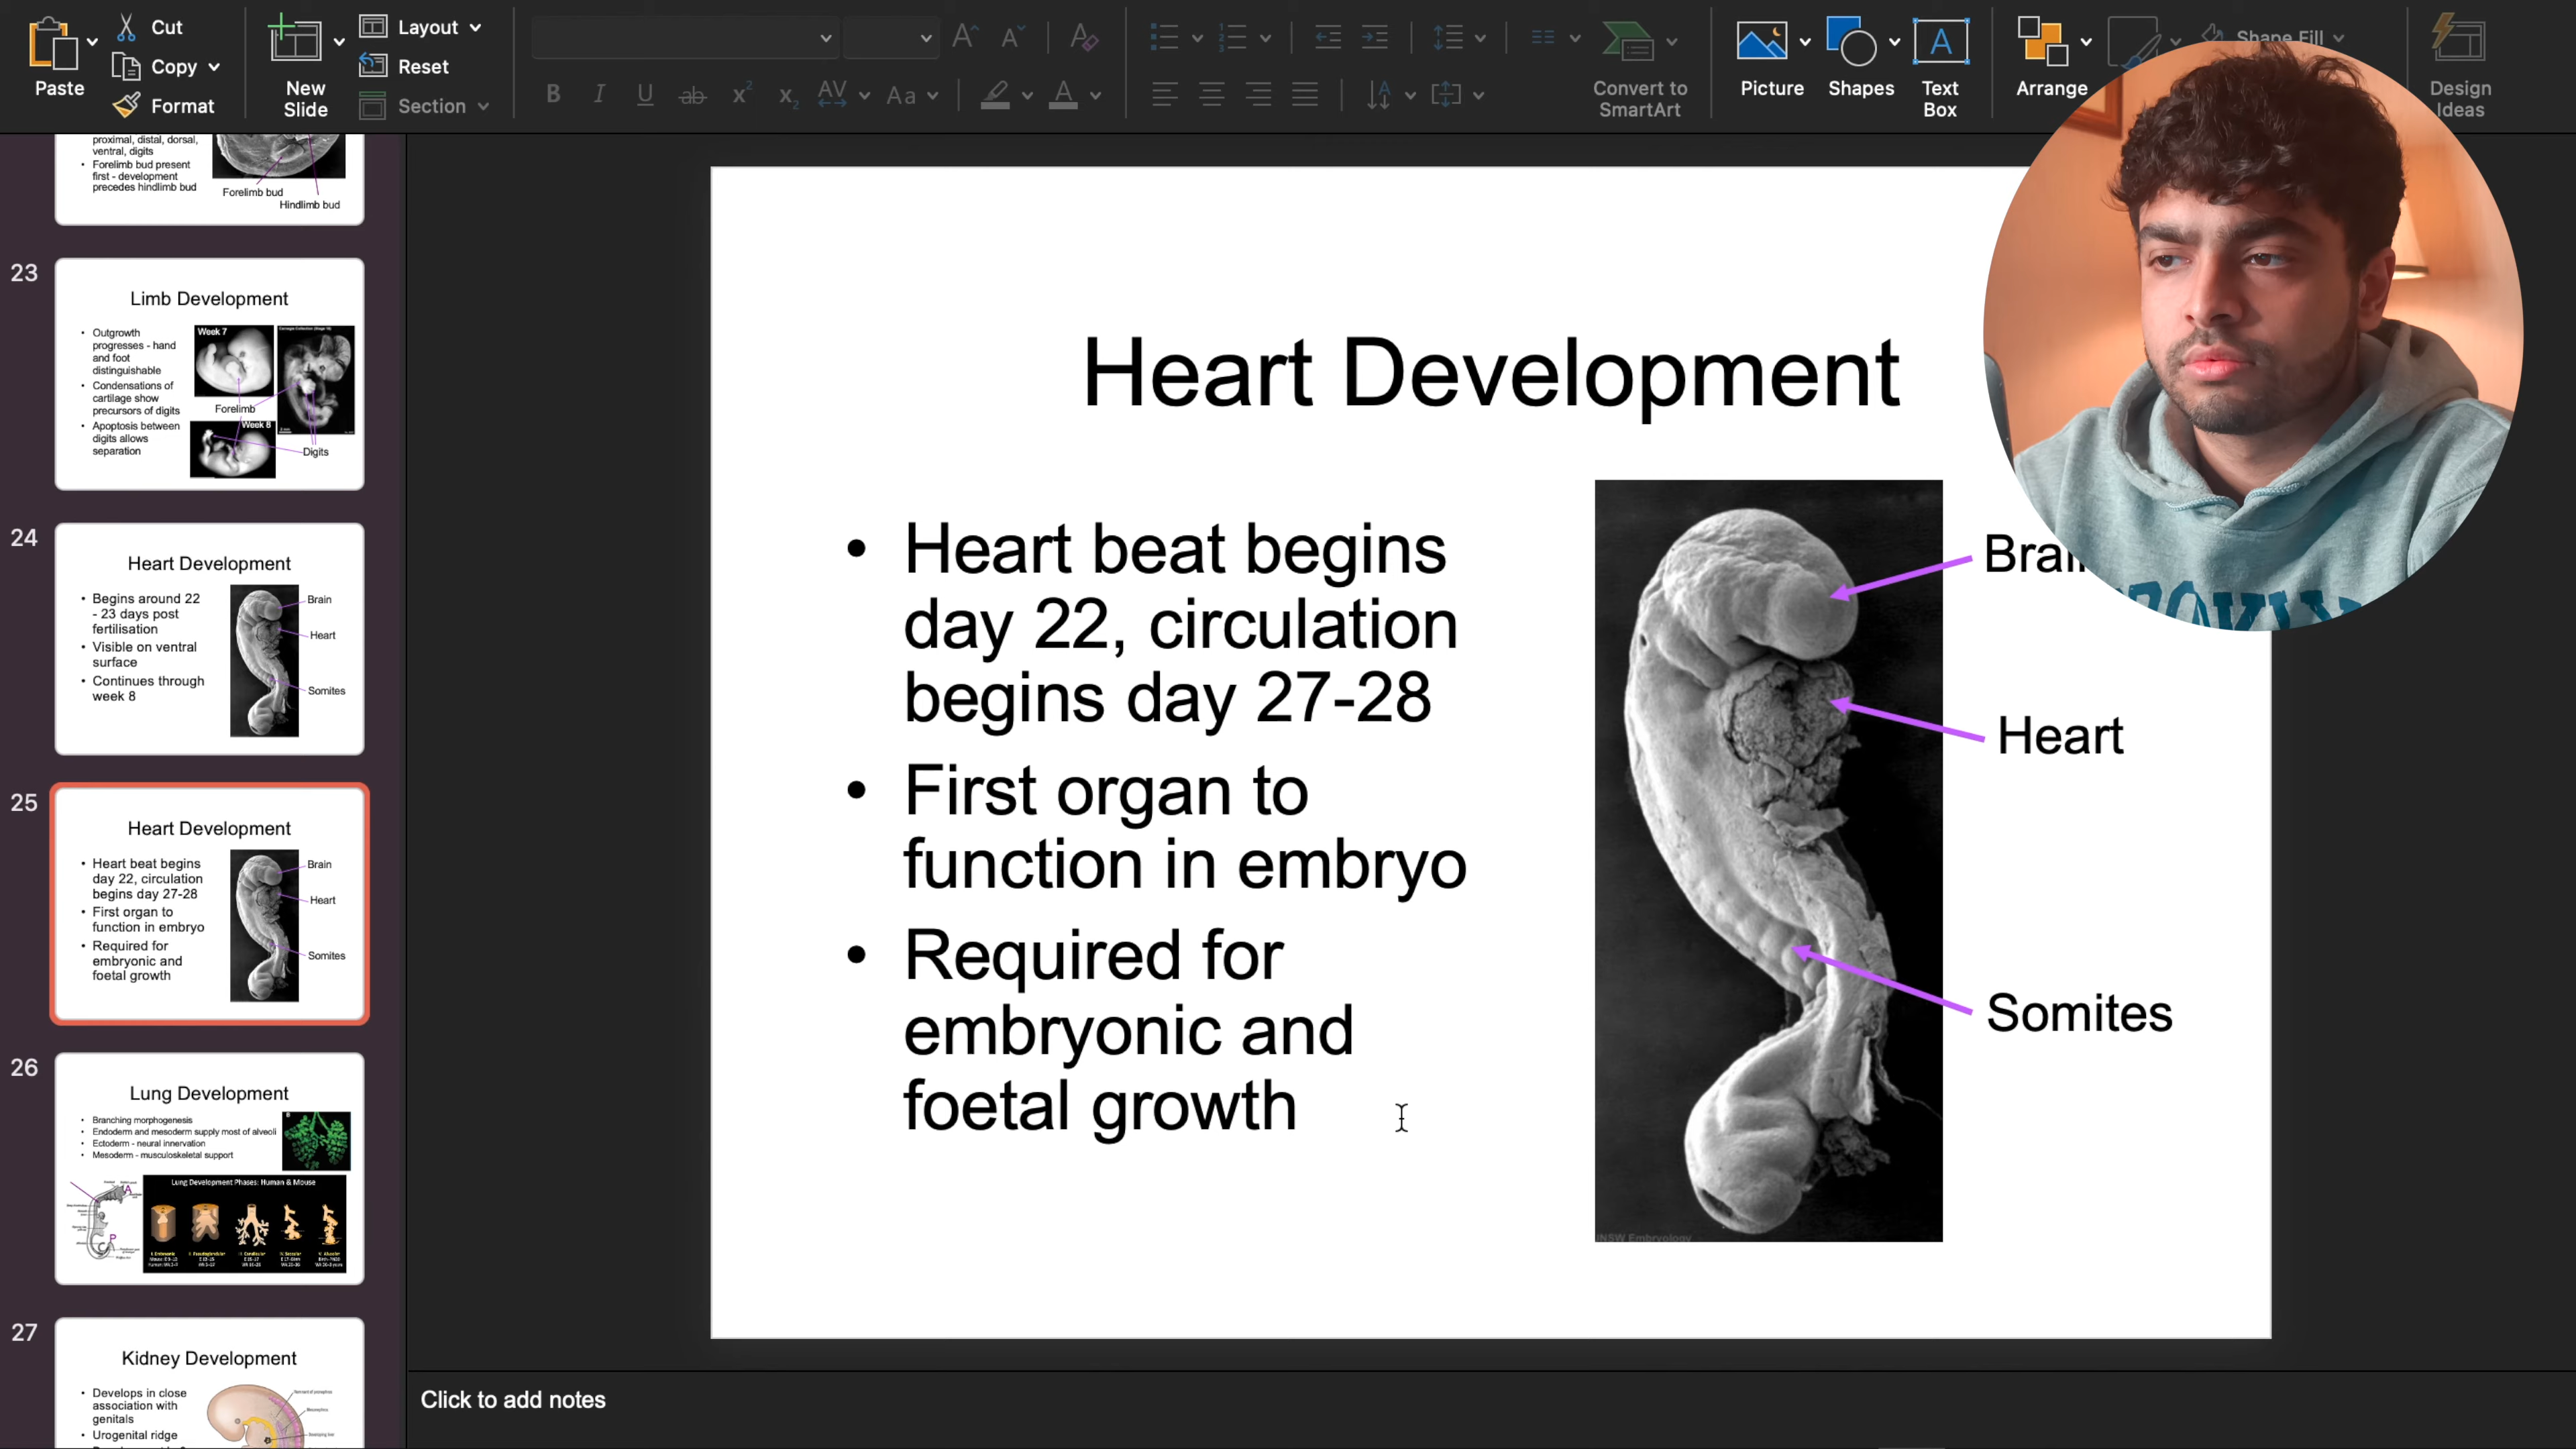 Cut
Copy
Format
Paste
New
Slide
Layout
Reset
Section
B I U ab x² x₂ AV Aa A
Convert to
SmartArt
Picture
Shapes
A
Text
Box
Arrange
Shape Fill
Design
Ideas
proximal, distal, dorsal,
ventral, digits
• Forelimb bud present
first - development
precedes hindlimb bud
Forelimb bud
Hindlimb bud
23
Limb Development
• Outgrowth
progresses - hand
and foot
distinguishable
• Condensations of
cartilage show
precursors of digits
• Apoptosis between
digits allows
separation
Week 7
Forelimb
Week 8
Digits
24
Heart Development
• Begins around 22
- 23 days post
fertilisation
• Visible on ventral
surface
• Continues through
week 8
Brain
Heart
Somites
25
Heart Development
• Heart beat begins
day 22, circulation
begins day 27-28
• First organ to
function in embryo
• Required for
embryonic and
foetal growth
Brain
Heart
Somites
26
Lung Development
• Branching morphogenesis
• Endoderm and mesoderm supply most of alveoli
• Ectoderm - neural innervation
• Mesoderm - musculoskeletal support
Lung Development Phases: Human & Mouse
27
Kidney Development
• Develops in close
association with
genitals
• Urogenital ridge
Heart Development
• Heart beat begins
day 22, circulation
begins day 27-28
• First organ to
function in embryo
• Required for
embryonic and
foetal growth
Brai
Heart
Somites
Click to add notes